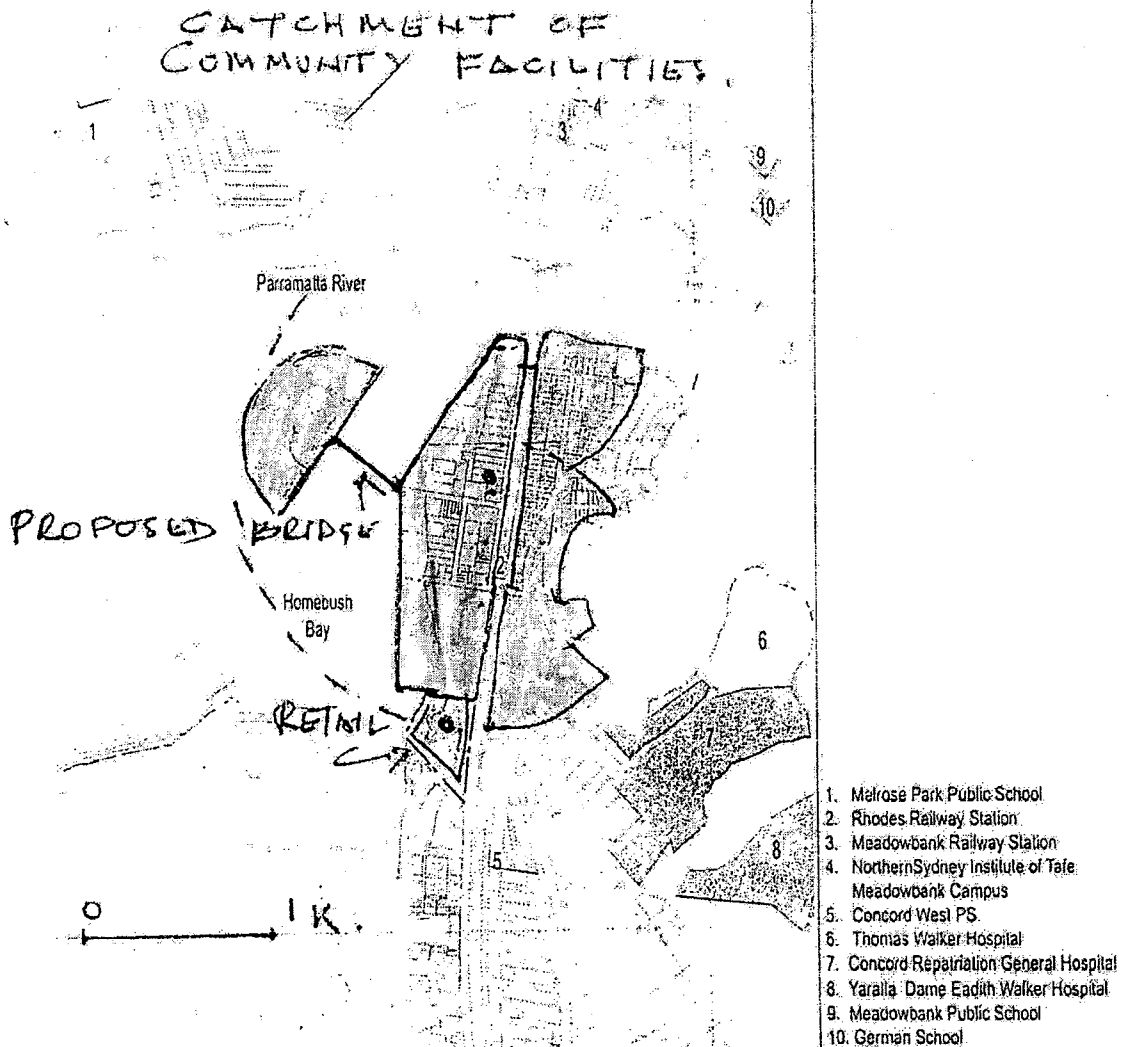 CATCHMENT OF
COMMUNITY FACILITIES.
1
4
3
9
10
Parramatta River
PROPOSED BRIDGE
2
Homebush
Bay
6
RETAIL
7
8
5
0 1 K.
1. Melrose Park Public School
2. Rhodes Railway Station
3. Meadowbank Railway Station
4. NorthernSydney Institute of Tafe
Meadowbank Campus
5. Concord West PS
6. Thomas Walker Hospital
7. Concord Repatriation General Hospital
8. Yaralla Dame Eadith Walker Hospital
9. Meadowbank Public School
10. German School